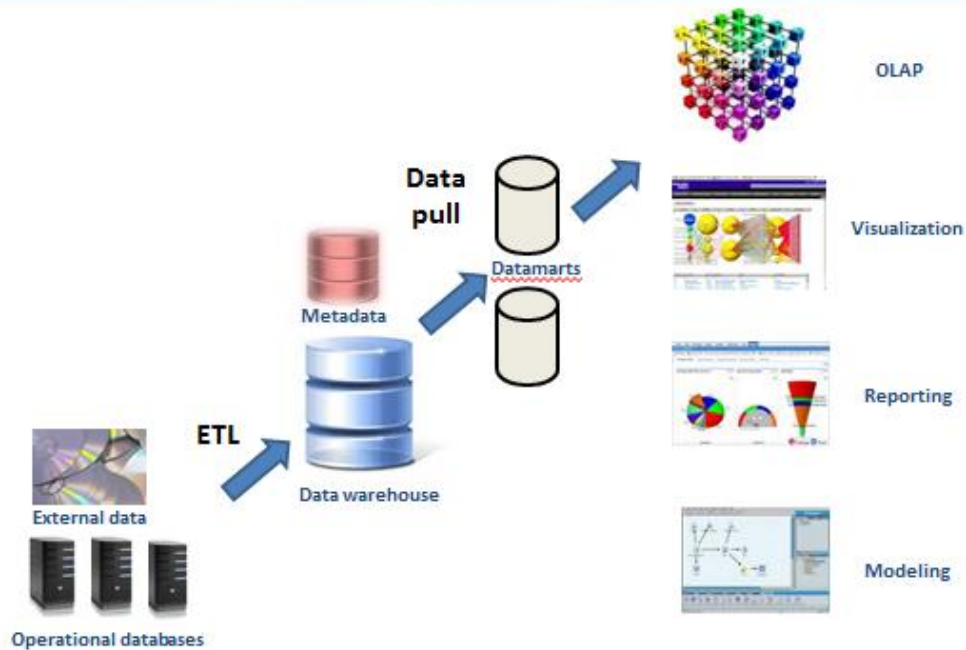 OLAP
Data
pull
Visualization
Datamarts
Metadata
Reporting
ETL
Data warehouse
External data
Modeling
Operational databases